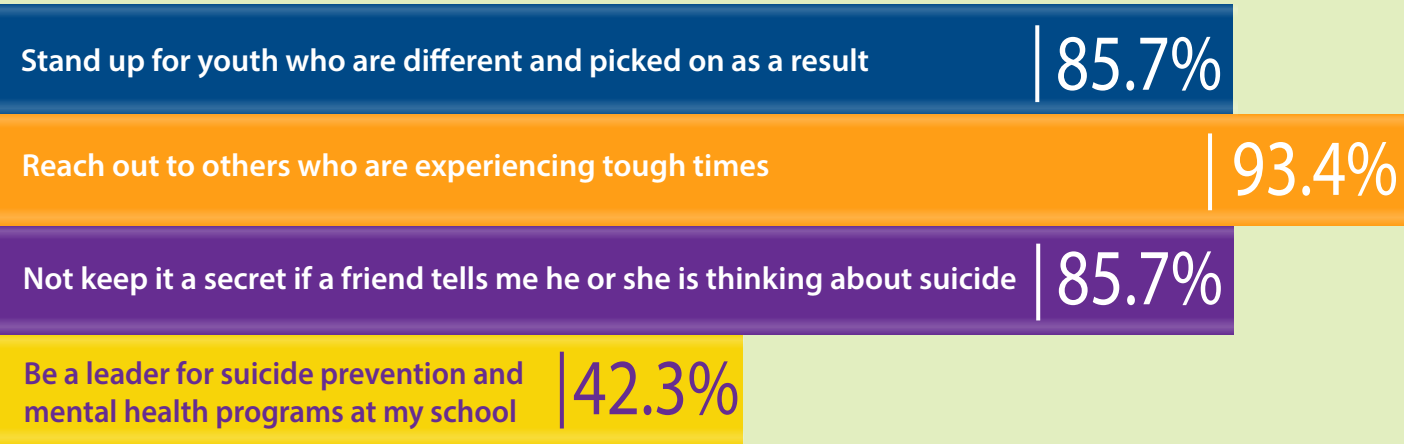 Stand up for youth who are different and picked on as a result 85.7%
Reach out to others who are experiencing tough times 93.4%
Not keep it a secret if a friend tells me he or she is thinking about suicide 85.7%
Be a leader for suicide prevention and
mental health programs at my school 42.3%